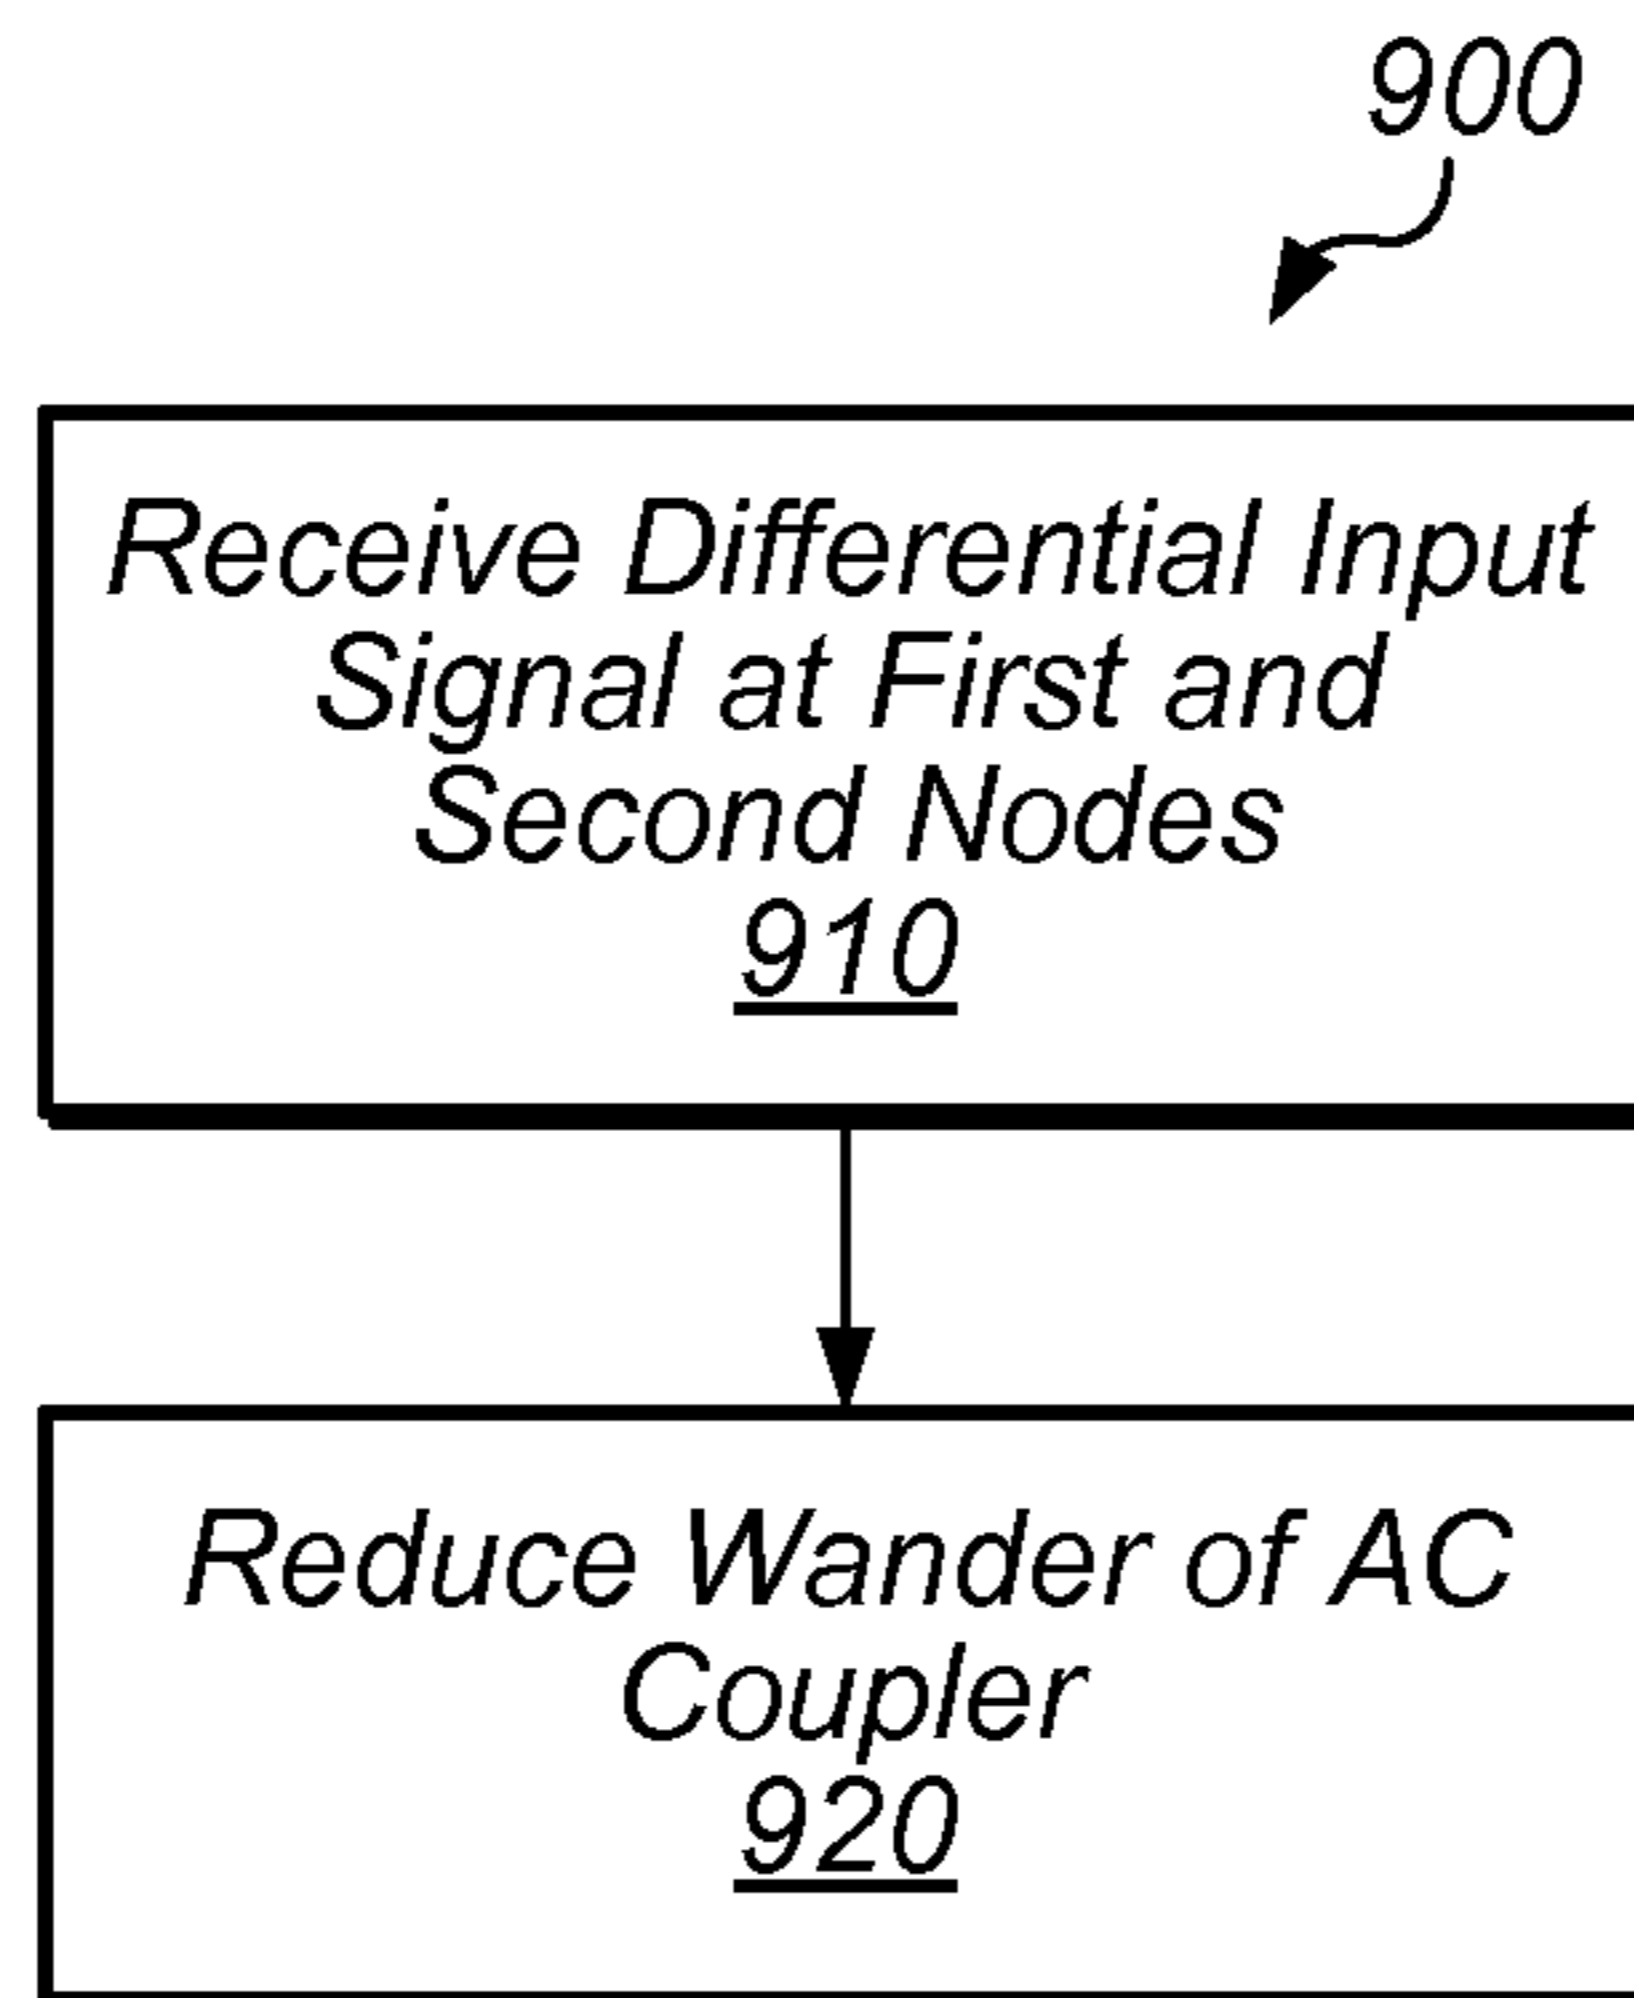 900
Receive Differential Input
Signal at First and
Second Nodes
910
Reduce Wander of AC
Coupler
920